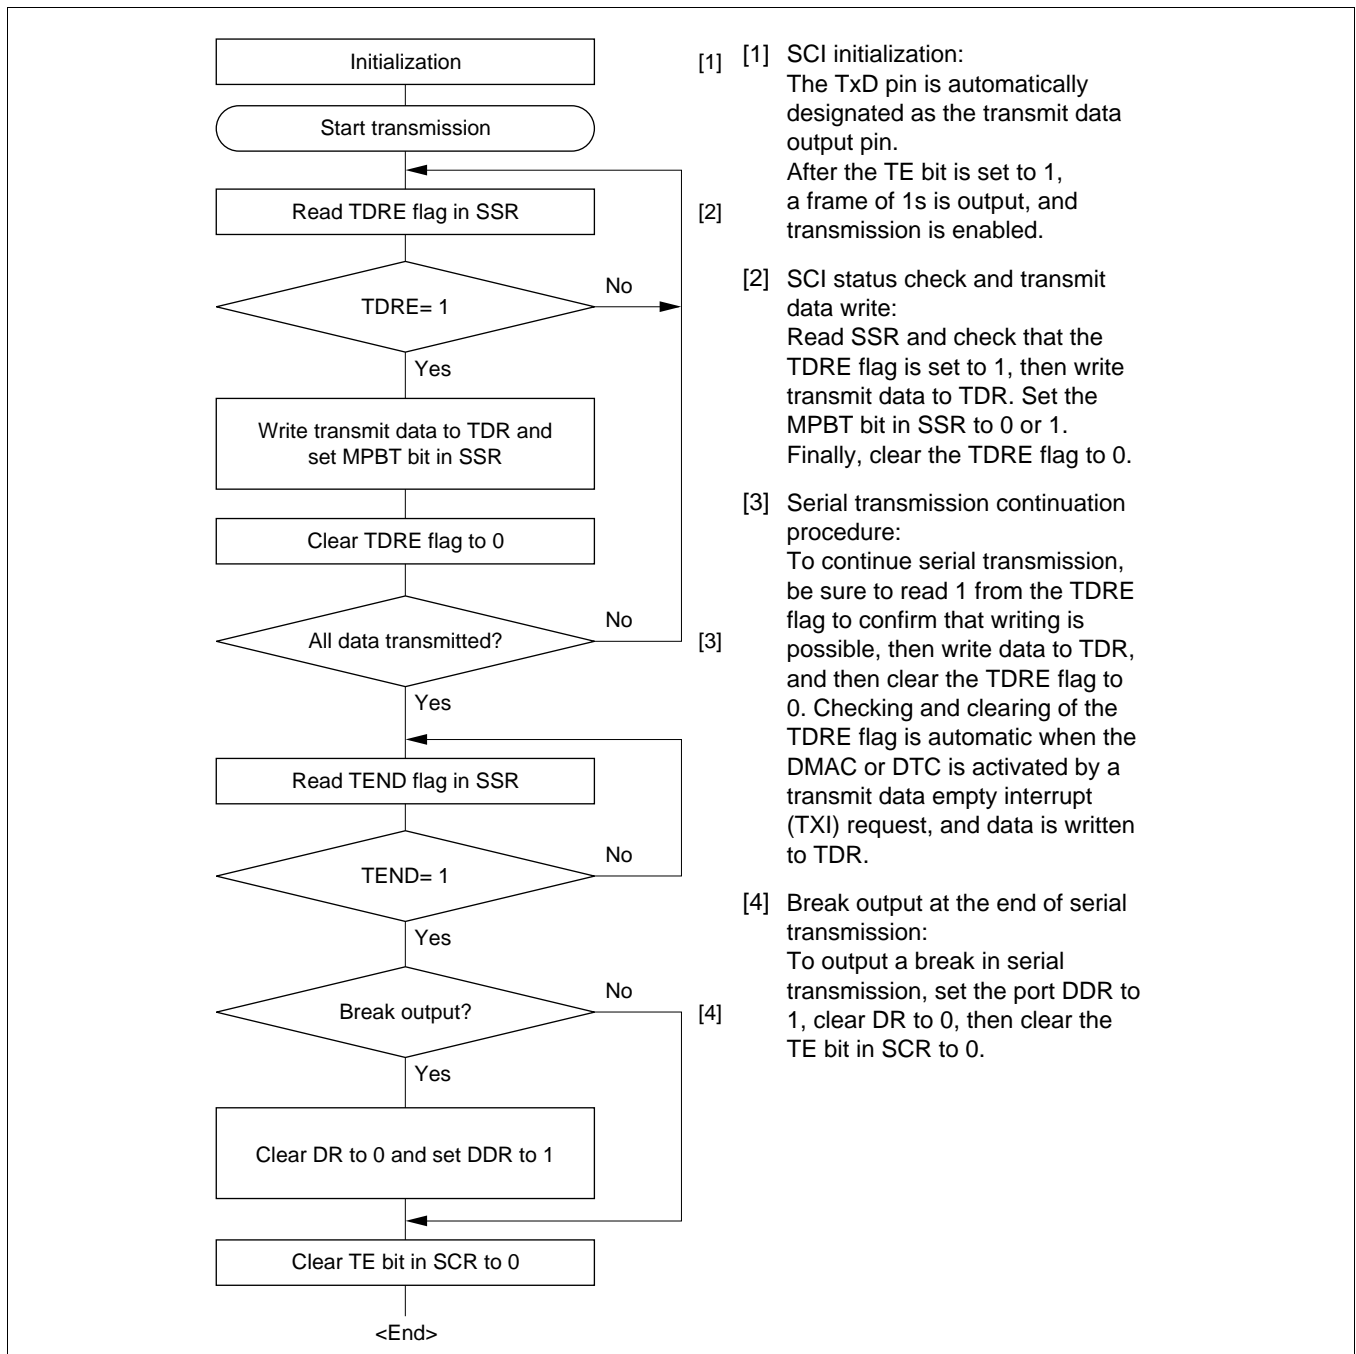 Initialization
[1]
Start transmission
Read TDRE flag in SSR
[2]
TDRE= 1
No
Yes
Write transmit data to TDR and
set MPBT bit in SSR
Clear TDRE flag to 0
All data transmitted?
No
[3]
Yes
Read TEND flag in SSR
TEND= 1
No
Yes
Break output?
No
[4]
Yes
Clear DR to 0 and set DDR to 1
Clear TE bit in SCR to 0
<End>
[1] SCI initialization:
The TxD pin is automatically
designated as the transmit data
output pin.
After the TE bit is set to 1,
a frame of 1s is output, and
transmission is enabled.
[2] SCI status check and transmit
data write:
Read SSR and check that the
TDRE flag is set to 1, then write
transmit data to TDR. Set the
MPBT bit in SSR to 0 or 1.
Finally, clear the TDRE flag to 0.
[3] Serial transmission continuation
procedure:
To continue serial transmission,
be sure to read 1 from the TDRE
flag to confirm that writing is
possible, then write data to TDR,
and then clear the TDRE flag to
0. Checking and clearing of the
TDRE flag is automatic when the
DMAC or DTC is activated by a
transmit data empty interrupt
(TXI) request, and data is written
to TDR.
[4] Break output at the end of serial
transmission:
To output a break in serial
transmission, set the port DDR to
1, clear DR to 0, then clear the
TE bit in SCR to 0.